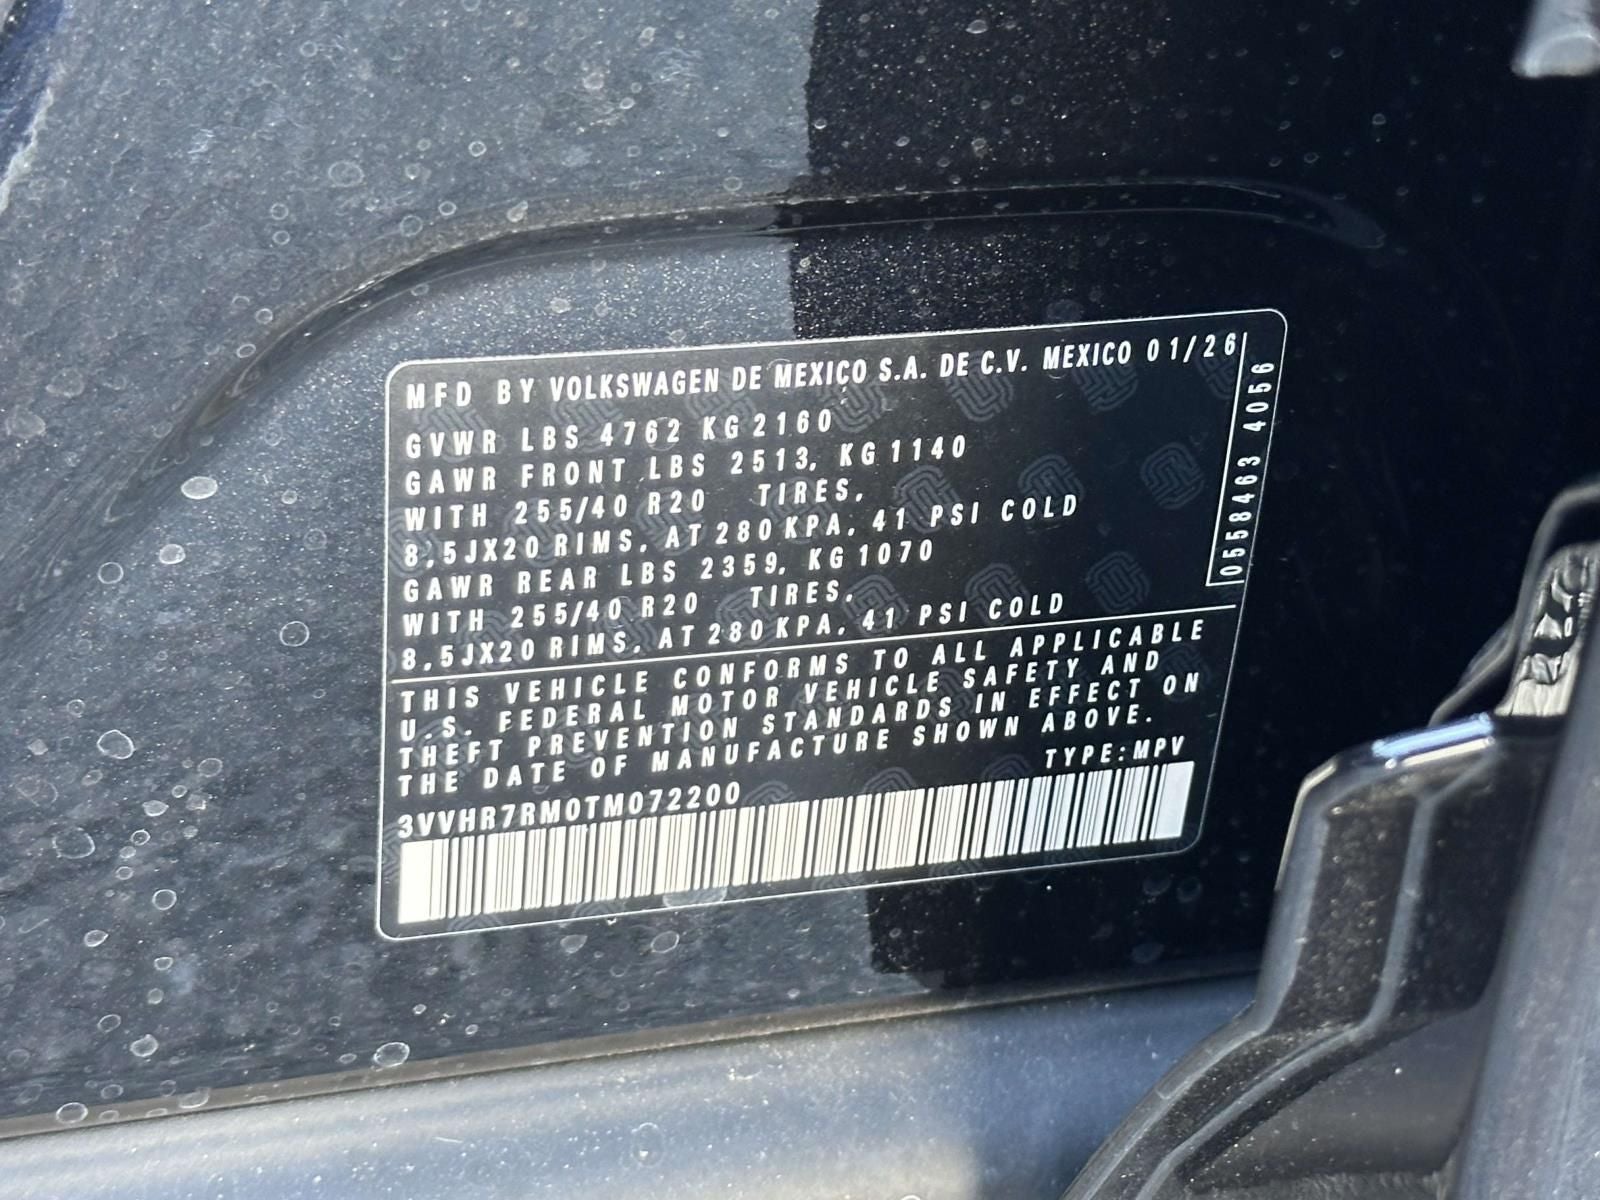 MFD BY VOLKSWAGEN DE MEXICO S.A. DE C.V. MEXICO 01/26
GVWR LBS 4762 KG 2160
GAWR FRONT LBS 2513, KG 1140
WITH 255/40 R20 TIRES,
8,5JX20 RIMS, AT 280 KPA, 41 PSI COLD
GAWR REAR LBS 2359, KG 1070
WITH 255/40 R20 TIRES,
8,5JX20 RIMS, AT 280 KPA, 41 PSI COLD
0558463 4056
THIS VEHICLE CONFORMS TO ALL APPLICABLE
U.S. FEDERAL MOTOR VEHICLE SAFETY AND
THEFT PREVENTION STANDARDS IN EFFECT ON
THE DATE OF MANUFACTURE SHOWN ABOVE.
TYPE:MPV
3VVHR7RM0TM072200